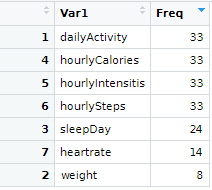 Var1 Freq
1 dailyActivity 33
4 hourlyCalories 33
5 hourlyIntensitis 33
6 hourlySteps 33
3 sleepDay 24
7 heartrate 14
2 weight 8